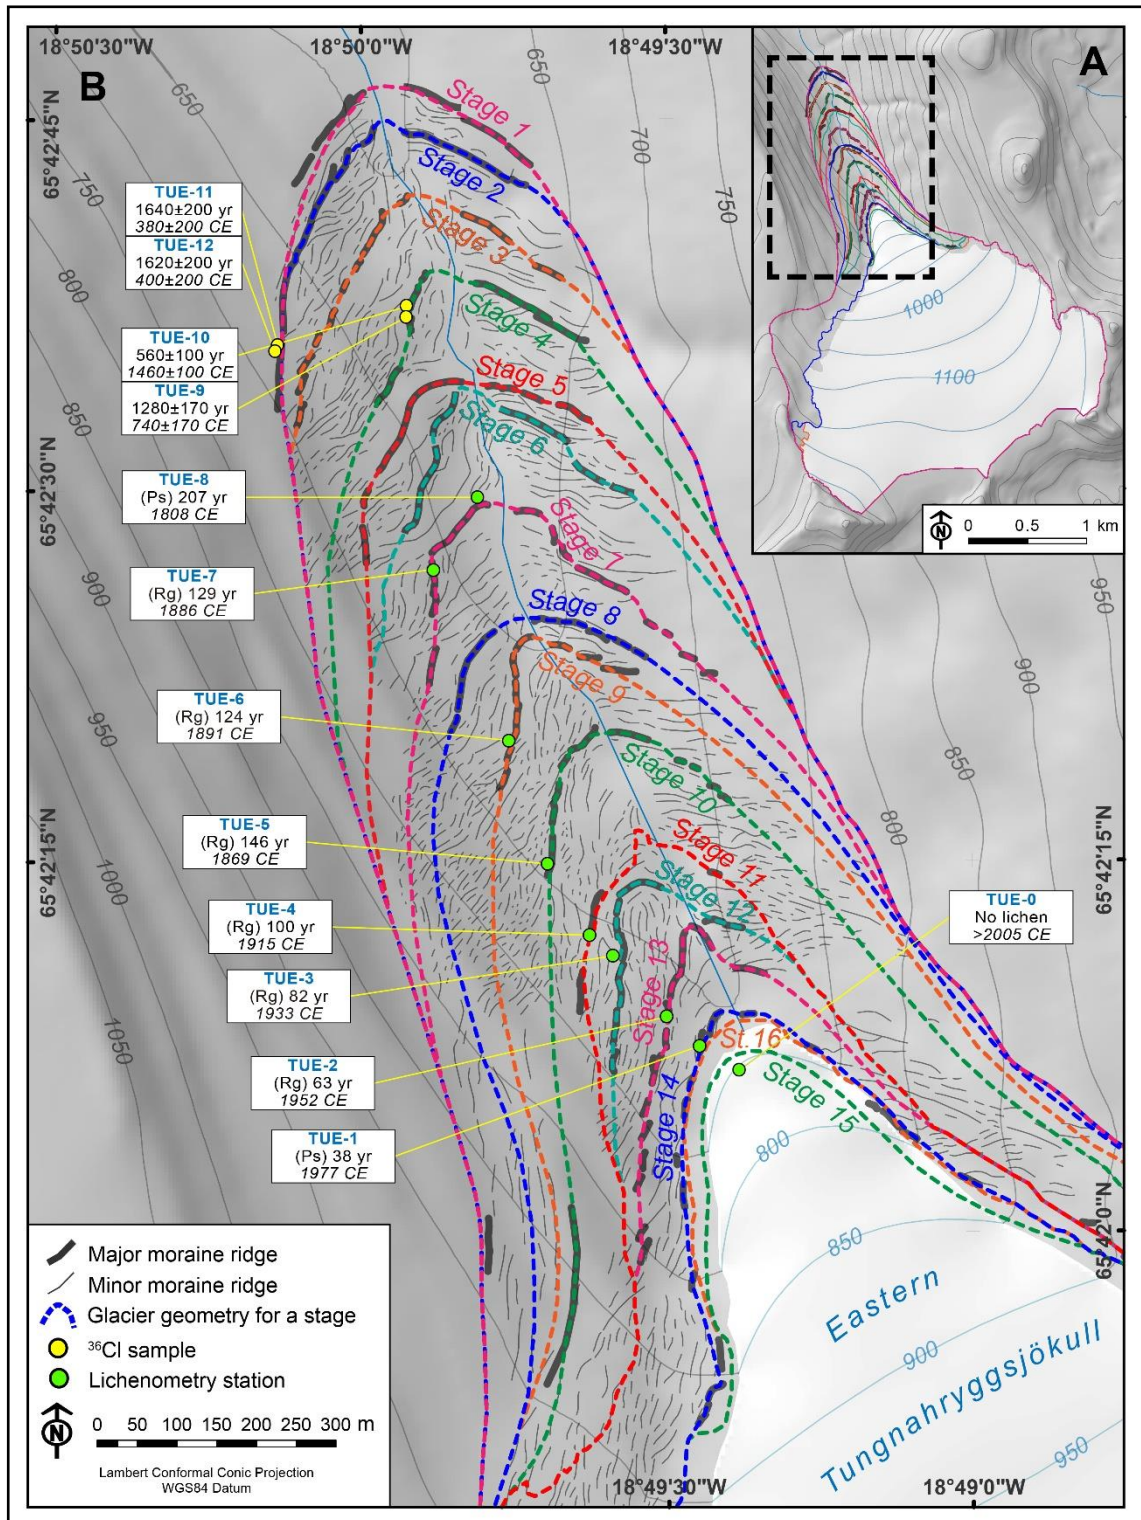 18°50'30"W
18°50'0"W
18°49'30"W
B
A
65°42'45"N
65°42'30"N
65°42'15"N
65°42'15"N
65°42'0"N
650
650
700
750
750
800
850
900
950
1000
1050
700
750
800
850
900
950
1000
1100
0 0.5 1 km
N
Stage 1
Stage 2
Stage 3
Stage 4
Stage 5
Stage 6
Stage 7
Stage 8
Stage 9
Stage 10
Stage 11
Stage 12
Stage 13
Stage 14
St.16
Stage 15
TUE-11
1640±200 yr
380±200 CE
TUE-12
1620±200 yr
400±200 CE
TUE-10
560±100 yr
1460±100 CE
TUE-9
1280±170 yr
740±170 CE
TUE-8
(Ps) 207 yr
1808 CE
TUE-7
(Rg) 129 yr
1886 CE
TUE-6
(Rg) 124 yr
1891 CE
TUE-5
(Rg) 146 yr
1869 CE
TUE-4
(Rg) 100 yr
1915 CE
TUE-3
(Rg) 82 yr
1933 CE
TUE-2
(Rg) 63 yr
1952 CE
TUE-1
(Ps) 38 yr
1977 CE
TUE-0
No lichen
>2005 CE
800
850
900
950
Eastern
Tungnahryggsjökull
Major moraine ridge
Minor moraine ridge
Glacier geometry for a stage
³⁶Cl sample
Lichenometry station
N
0 50 100 150 200 250 300 m
Lambert Conformal Conic Projection
WGS84 Datum
18°49'30"W
18°49'0"W